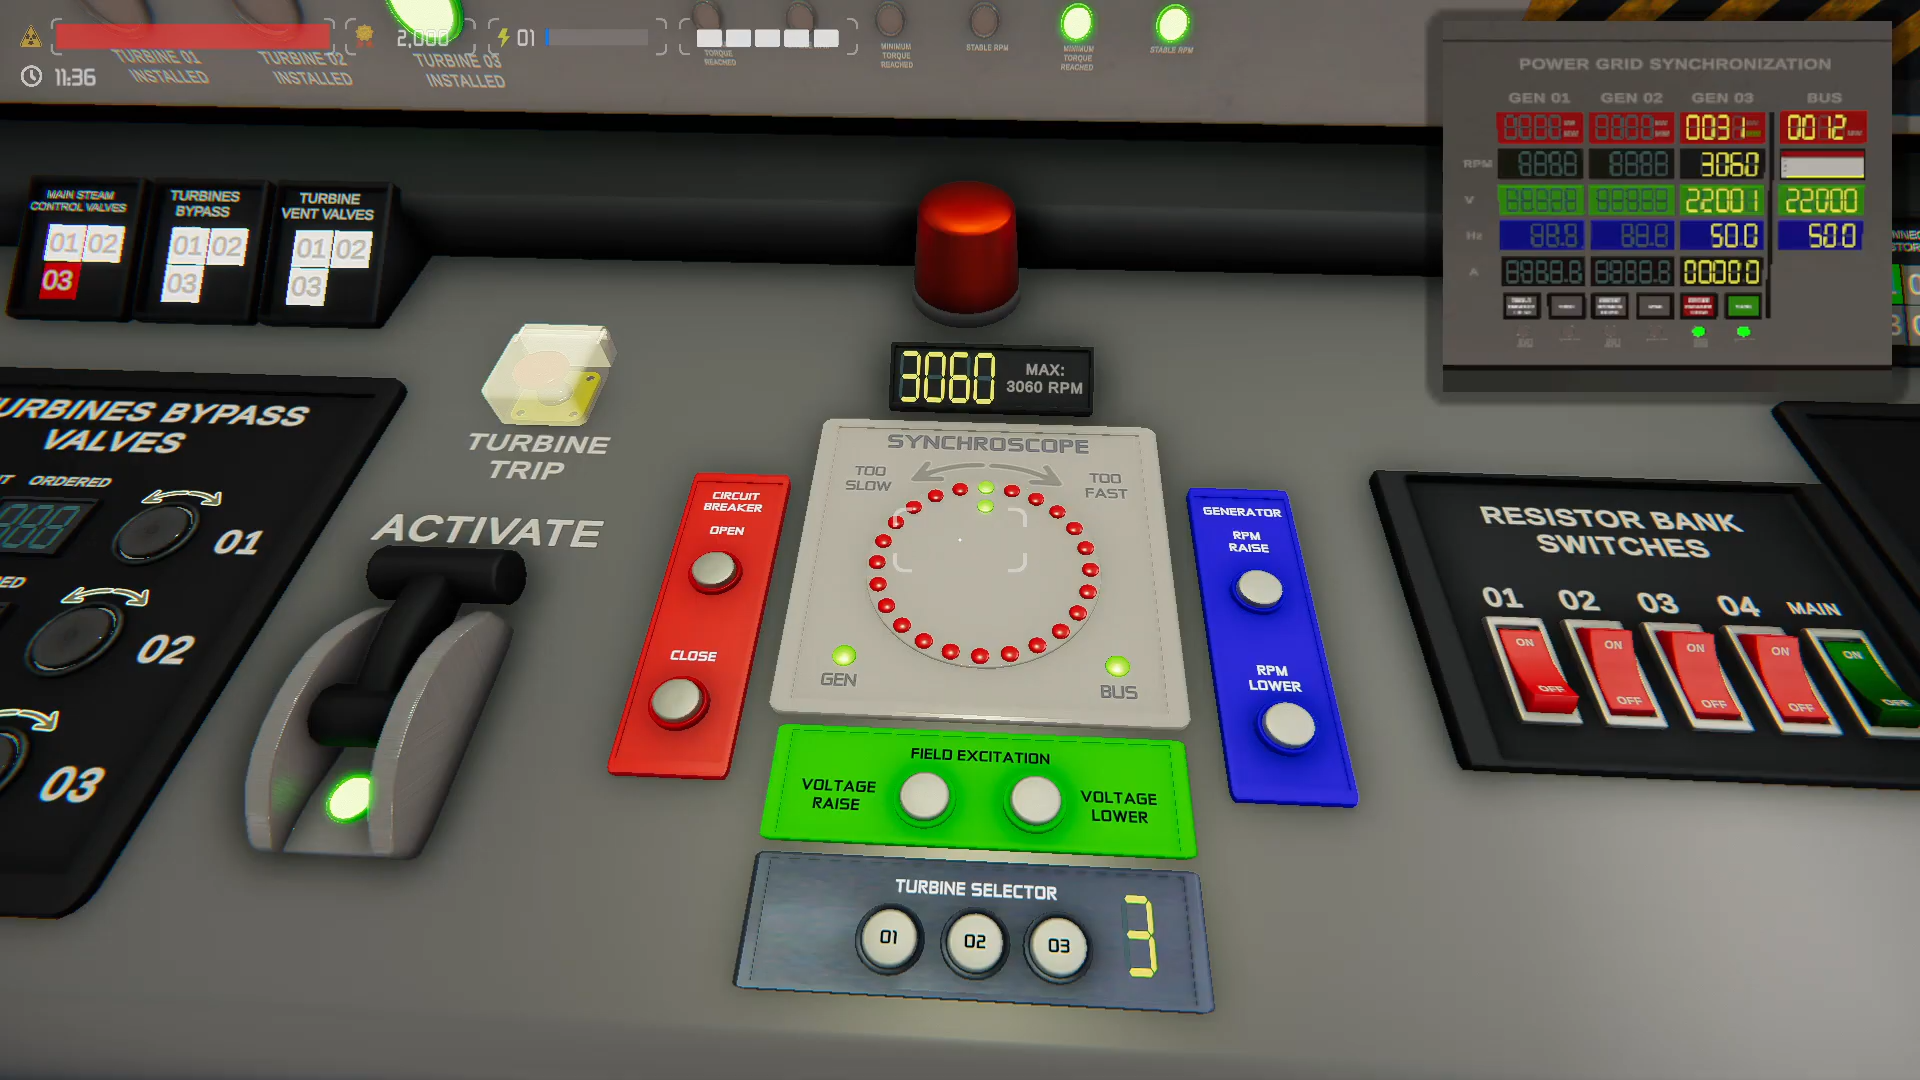 2,000
01
11:36
TURBINE 01
INSTALLED
TURBINE 02
INSTALLED
TURBINE 03
INSTALLED
TORQUE
REACHED
MINIMUM
TORQUE
REACHED
STABLE RPM
MINIMUM
TORQUE
REACHED
STABLE RPM
POWER GRID SYNCHRONIZATION
GEN 01 GEN 02 GEN 03 BUS
0031 0012
RPM 3060
V 22001 22000
Hz 50.0 50.0
A
MAIN STEAM
CONTROL VALVES
01 02
03
TURBINES
BYPASS
01 02
03
TURBINE
VENT VALVES
01 02
03
TURBINES BYPASS
VALVES
ORDERED
01
02
03
TURBINE
TRIP
ACTIVATE
3060
MAX:
3060 RPM
SYNCHROSCOPE
TOO
SLOW
TOO
FAST
GEN
BUS
CIRCUIT
BREAKER
OPEN
CLOSE
GENERATOR
RPM
RAISE
RPM
LOWER
FIELD EXCITATION
VOLTAGE
RAISE
VOLTAGE
LOWER
TURBINE SELECTOR
01 02 03 3
RESISTOR BANK
SWITCHES
01 02 03 04 MAIN
ON ON ON ON ON
OFF OFF OFF OFF OFF